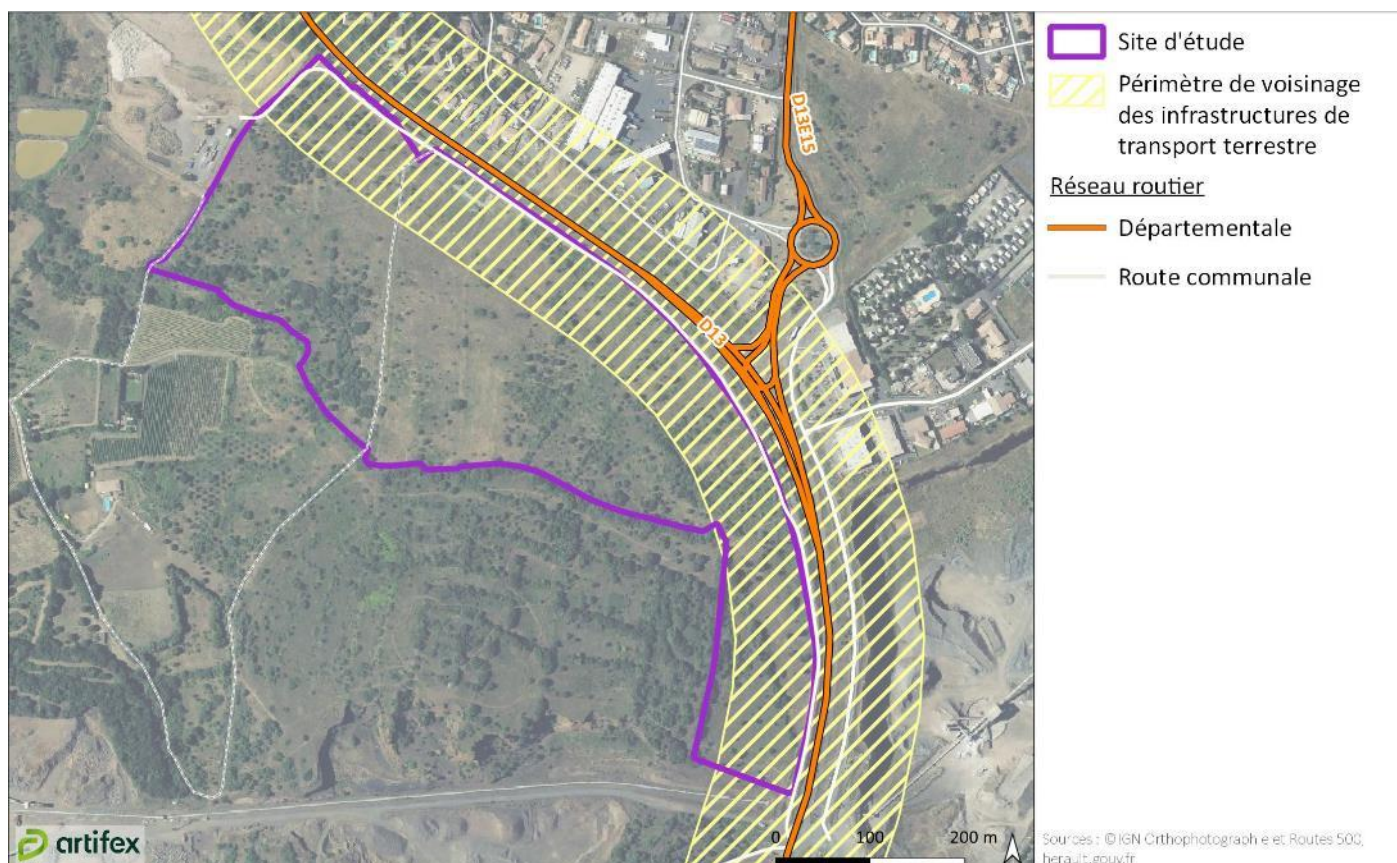 Site d'étude
Périmètre de voisinage
des infrastructures de
transport terrestre
Réseau routier
Départementale
Route communale
D13E15
D13
artifex
0 100 200 m
Sources : © IGN Orthophotographie et Routes 500,
herault.gouv.fr